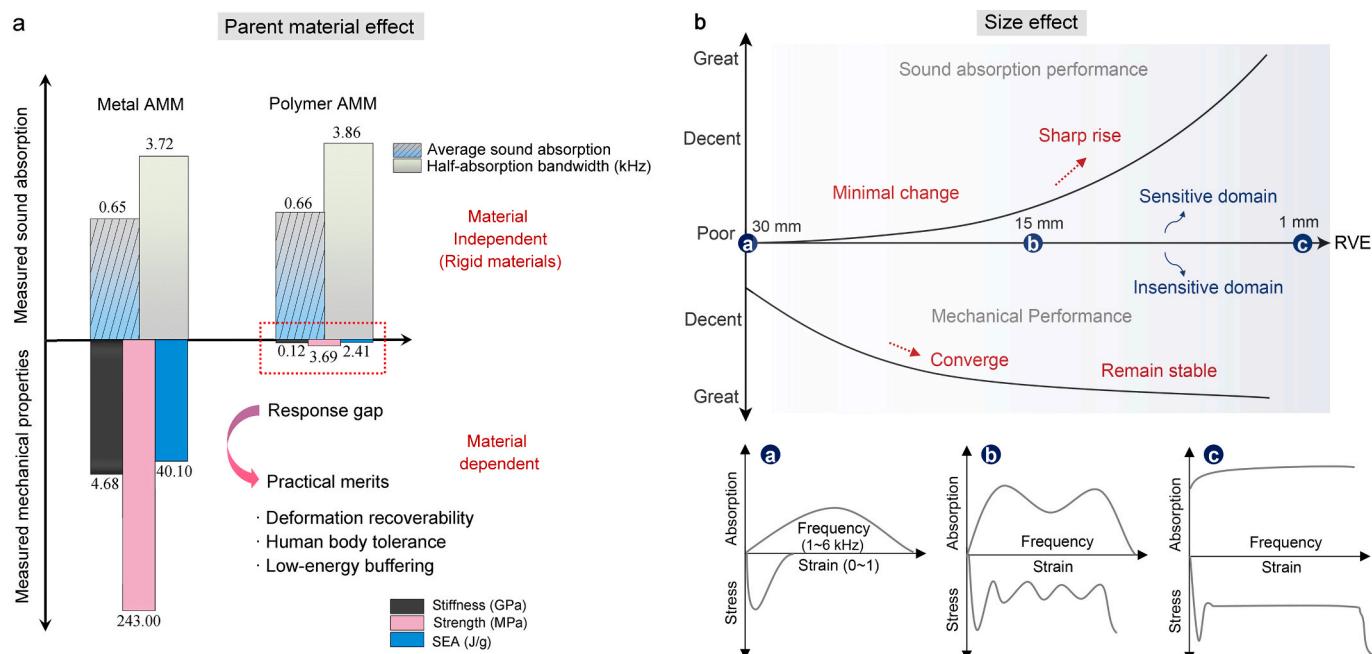 a
Parent material effect
Measured sound absorption
Measured mechanical properties
Metal AMM
Polymer AMM
3.72
0.65
3.86
0.66
Average sound absorption
Half-absorption bandwidth (kHz)
Material
Independent
(Rigid materials)
0.12
3.69
2.41
4.68
243.00
40.10
Response gap
Material
dependent
Practical merits
· Deformation recoverability
· Human body tolerance
· Low-energy buffering
Stiffness (GPa)
Strength (MPa)
SEA (J/g)
b
Size effect
Great
Decent
Poor
Decent
Great
Sound absorption performance
Sharp rise
Minimal change
Sensitive domain
30 mm
15 mm
1 mm
a
b
c
RVE
Insensitive domain
Mechanical Performance
Converge
Remain stable
a
Absorption
Stress
Frequency
(1~6 kHz)
Strain (0~1)
b
Absorption
Stress
Frequency
Strain
c
Absorption
Stress
Frequency
Strain